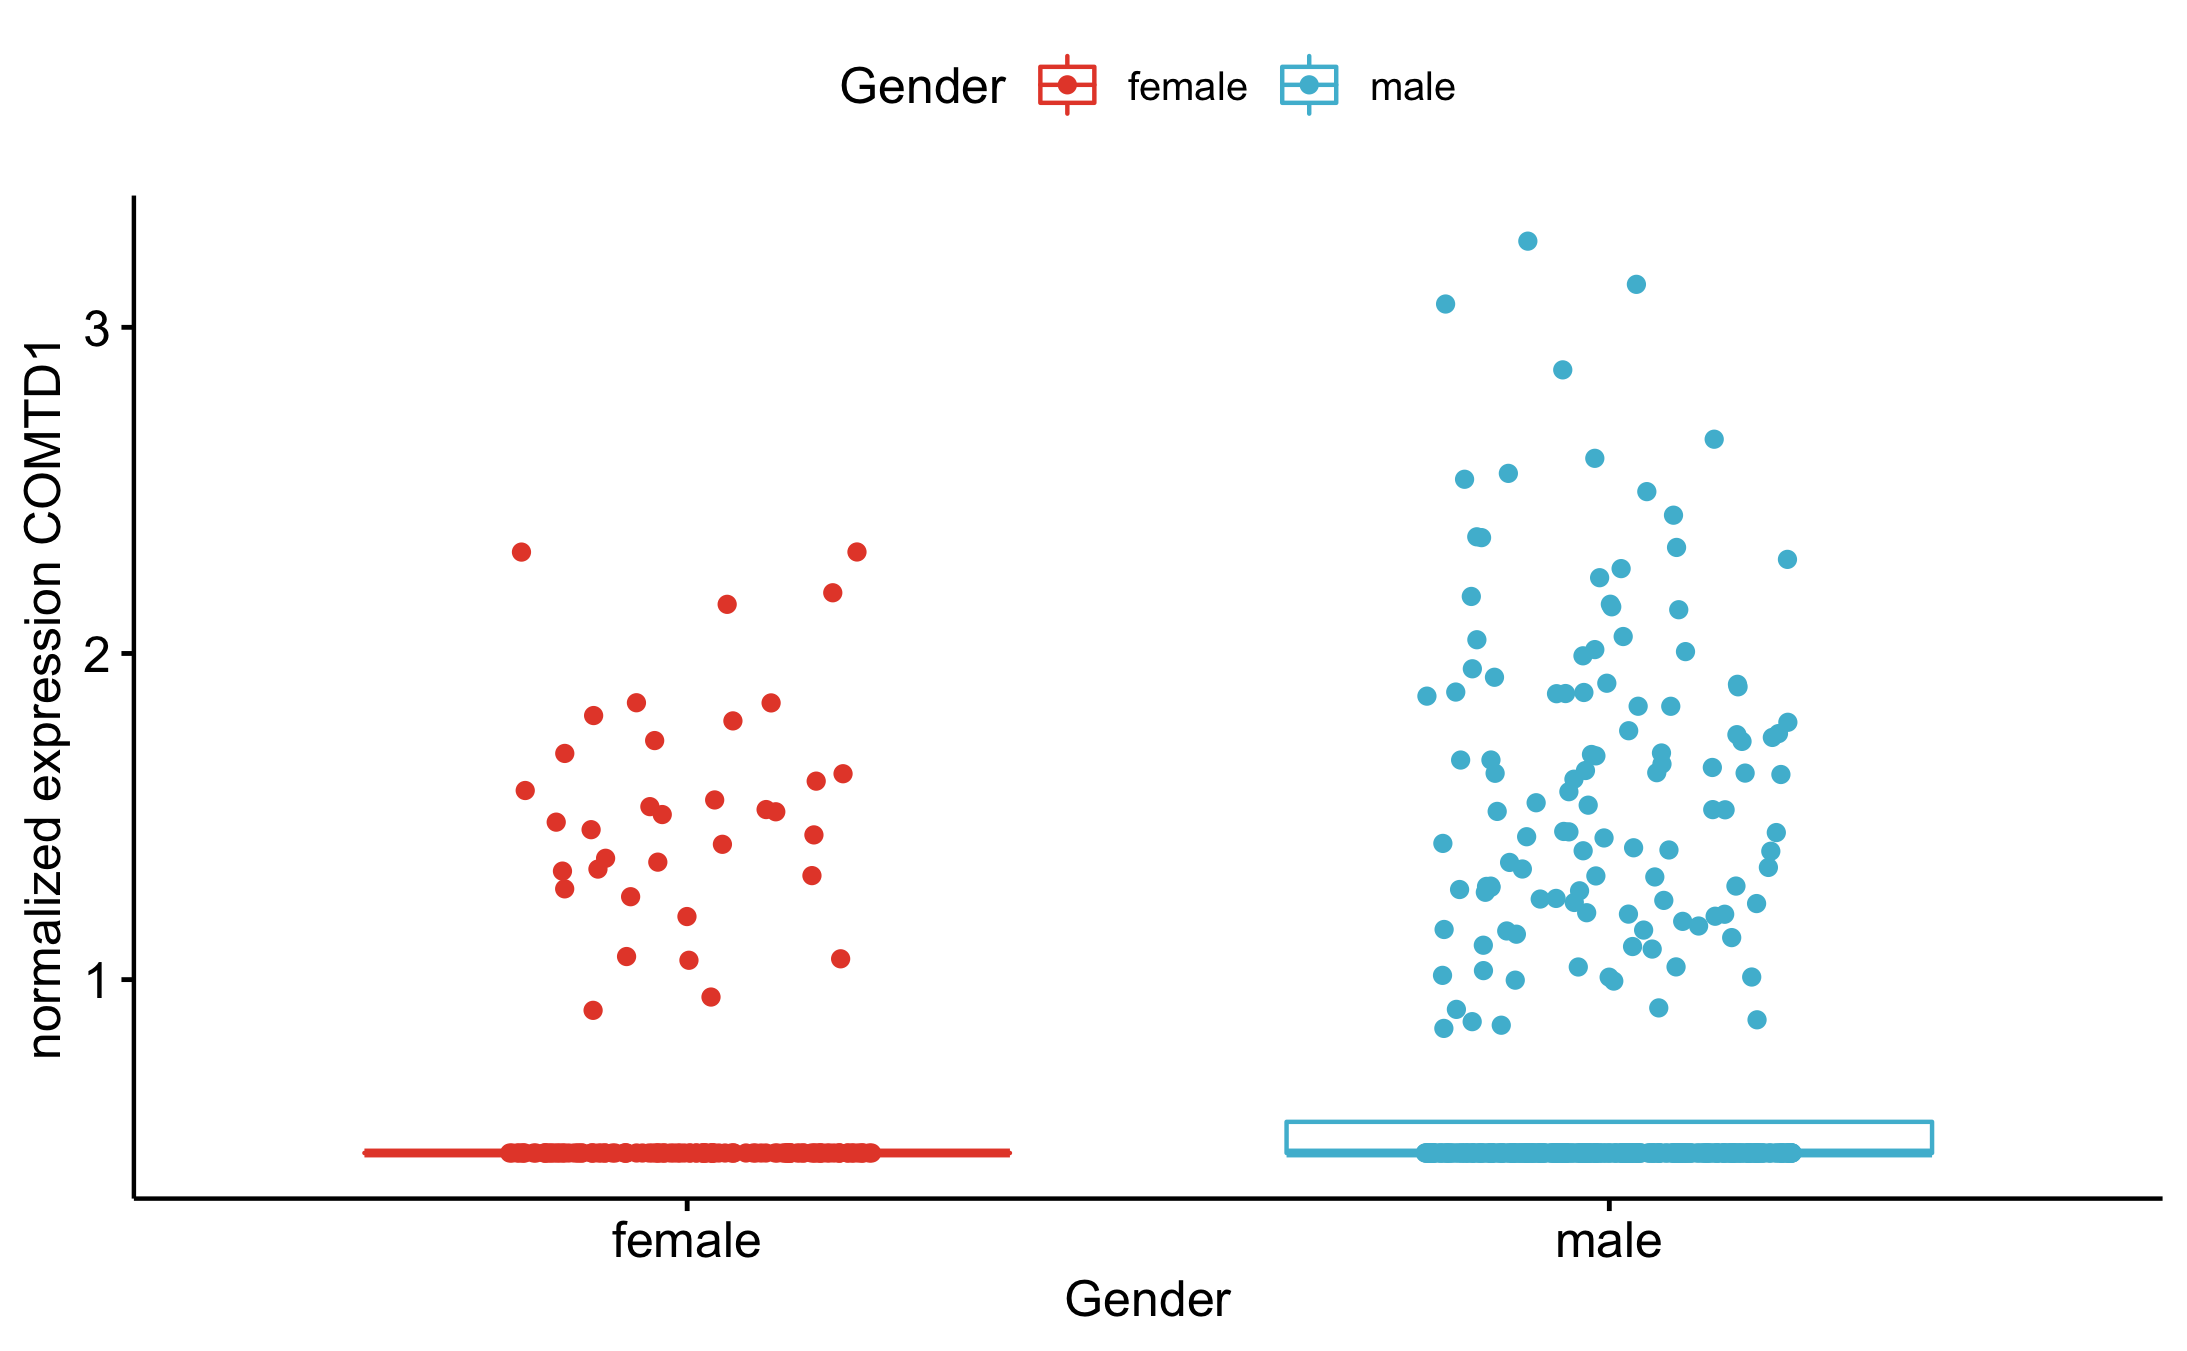 Gender female male
normalized expression COMTD1
3
2
1
female male
Gender